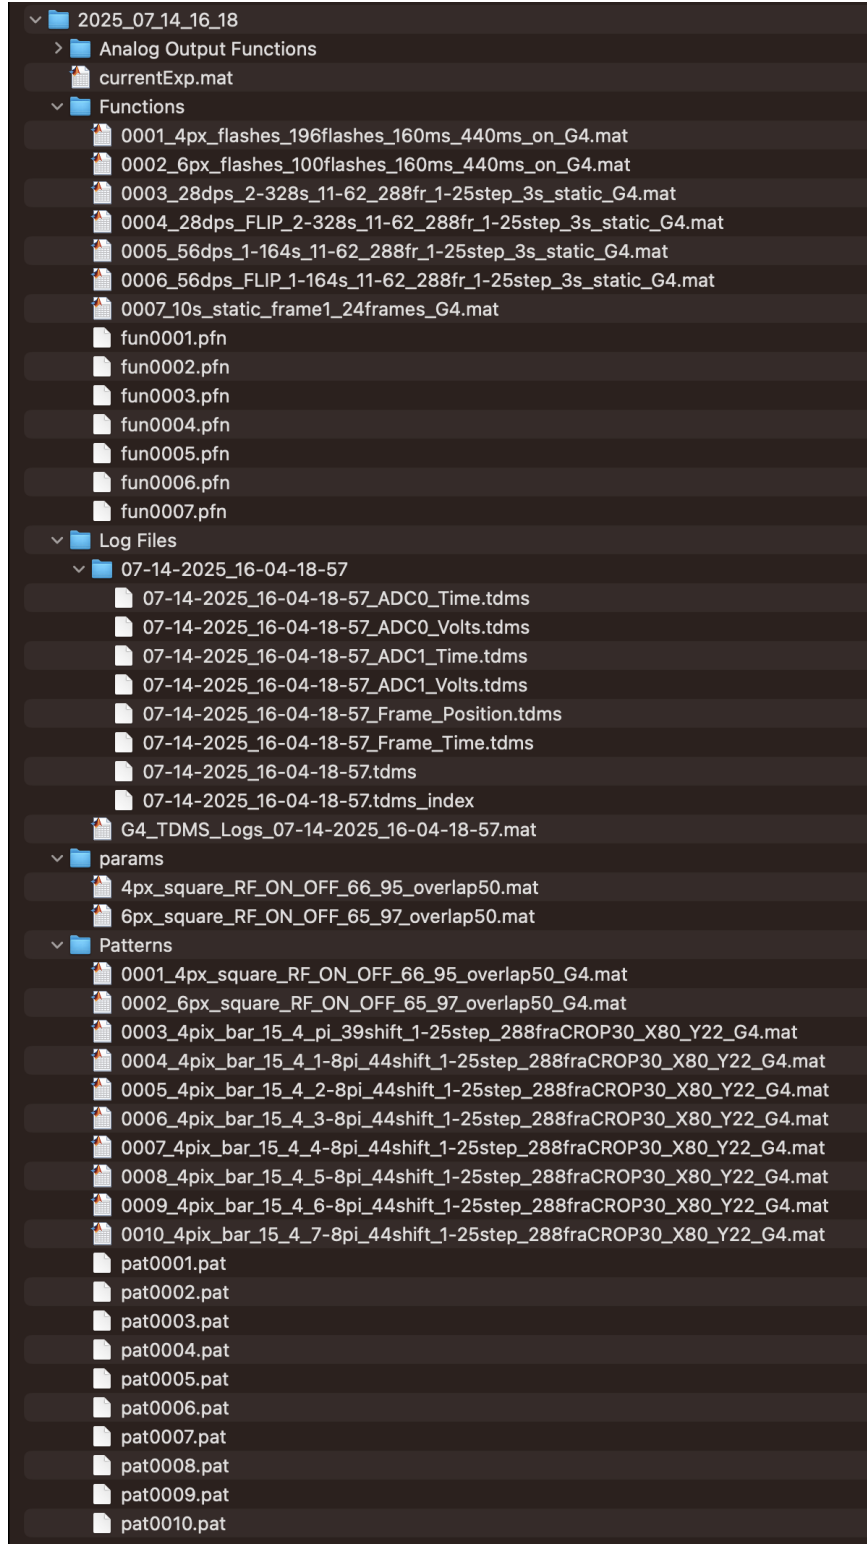 2025_07_14_16_18
Analog Output Functions
currentExp.mat
Functions
0001_4px_flashes_196flashes_160ms_440ms_on_G4.mat
0002_6px_flashes_100flashes_160ms_440ms_on_G4.mat
0003_28dps_2-328s_11-62_288fr_1-25step_3s_static_G4.mat
0004_28dps_FLIP_2-328s_11-62_288fr_1-25step_3s_static_G4.mat
0005_56dps_1-164s_11-62_288fr_1-25step_3s_static_G4.mat
0006_56dps_FLIP_1-164s_11-62_288fr_1-25step_3s_static_G4.mat
0007_10s_static_frame1_24frames_G4.mat
fun0001.pfn
fun0002.pfn
fun0003.pfn
fun0004.pfn
fun0005.pfn
fun0006.pfn
fun0007.pfn
Log Files
07-14-2025_16-04-18-57
07-14-2025_16-04-18-57_ADC0_Time.tdms
07-14-2025_16-04-18-57_ADC0_Volts.tdms
07-14-2025_16-04-18-57_ADC1_Time.tdms
07-14-2025_16-04-18-57_ADC1_Volts.tdms
07-14-2025_16-04-18-57_Frame_Position.tdms
07-14-2025_16-04-18-57_Frame_Time.tdms
07-14-2025_16-04-18-57.tdms
07-14-2025_16-04-18-57.tdms_index
G4_TDMS_Logs_07-14-2025_16-04-18-57.mat
params
4px_square_RF_ON_OFF_66_95_overlap50.mat
6px_square_RF_ON_OFF_65_97_overlap50.mat
Patterns
0001_4px_square_RF_ON_OFF_66_95_overlap50_G4.mat
0002_6px_square_RF_ON_OFF_65_97_overlap50_G4.mat
0003_4pix_bar_15_4_pi_39shift_1-25step_288fraCROP30_X80_Y22_G4.mat
0004_4pix_bar_15_4_1-8pi_44shift_1-25step_288fraCROP30_X80_Y22_G4.mat
0005_4pix_bar_15_4_2-8pi_44shift_1-25step_288fraCROP30_X80_Y22_G4.mat
0006_4pix_bar_15_4_3-8pi_44shift_1-25step_288fraCROP30_X80_Y22_G4.mat
0007_4pix_bar_15_4_4-8pi_44shift_1-25step_288fraCROP30_X80_Y22_G4.mat
0008_4pix_bar_15_4_5-8pi_44shift_1-25step_288fraCROP30_X80_Y22_G4.mat
0009_4pix_bar_15_4_6-8pi_44shift_1-25step_288fraCROP30_X80_Y22_G4.mat
0010_4pix_bar_15_4_7-8pi_44shift_1-25step_288fraCROP30_X80_Y22_G4.mat
pat0001.pat
pat0002.pat
pat0003.pat
pat0004.pat
pat0005.pat
pat0006.pat
pat0007.pat
pat0008.pat
pat0009.pat
pat0010.pat